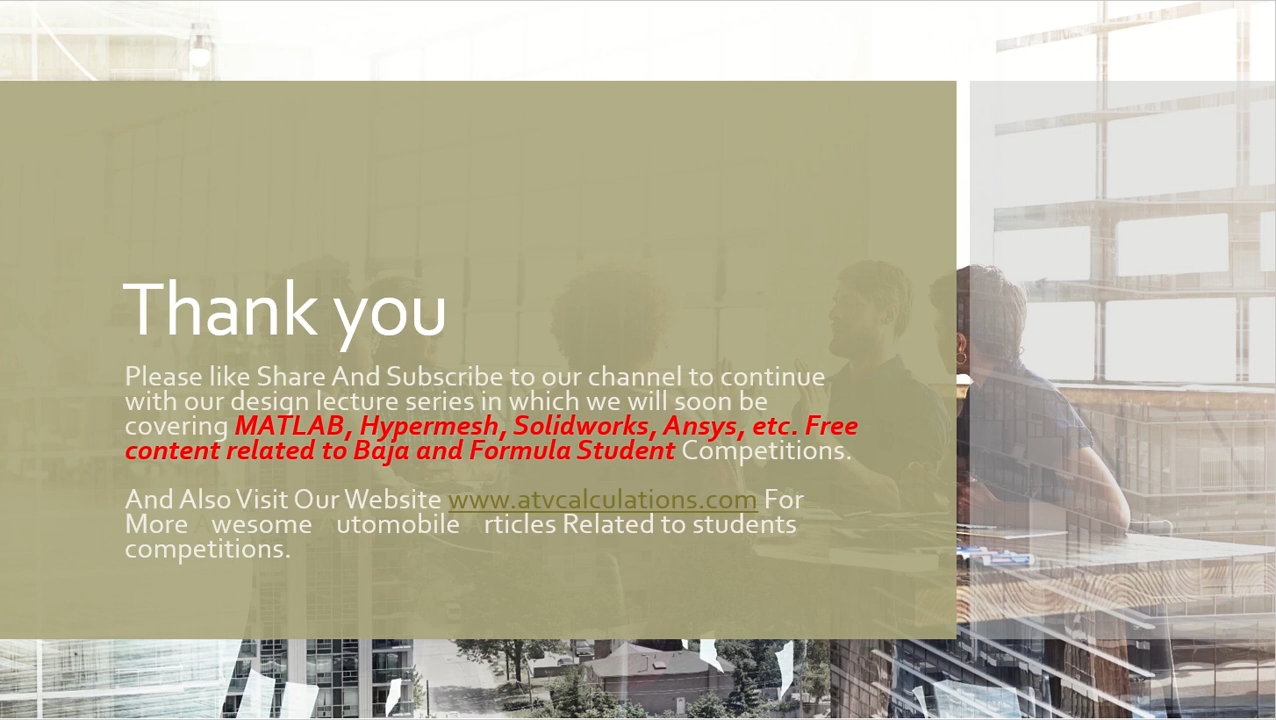 Thank you
Please like Share And Subscribe to our channel to continue
with our design lecture series in which we will soon be
covering MATLAB, Hypermesh, Solidworks, Ansys, etc. Free
content related to Baja and Formula Student Competitions.
And Also Visit Our Website www.atvcalculations.com For
More wesome utomobile rticles Related to students
competitions.